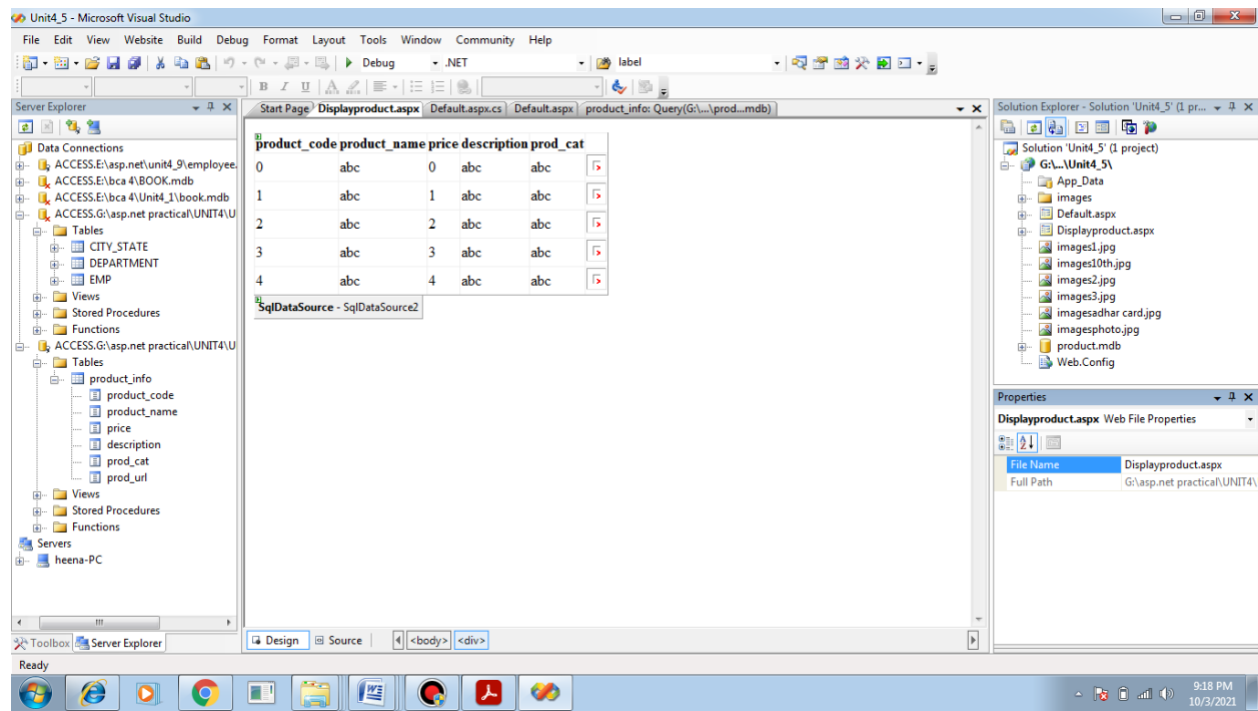 Unit4_5 - Microsoft Visual Studio
File Edit View Website Build Debug Format Layout Tools Window Community Help
Debug .NET label
B I U A
Server Explorer
Data Connections
ACCESS.E:\asp.net\unit4_9\employee.
ACCESS.E:\bca 4\BOOK.mdb
ACCESS.E:\bca 4\Unit4_1\book.mdb
ACCESS.G:\asp.net practical\UNIT4\U
Tables
CITY_STATE
DEPARTMENT
EMP
Views
Stored Procedures
Functions
ACCESS.G:\asp.net practical\UNIT4\U
Tables
product_info
product_code
product_name
price
description
prod_cat
prod_url
Views
Stored Procedures
Functions
Servers
heena-PC
Toolbox Server Explorer
Start Page Displayproduct.aspx Default.aspx.cs Default.aspx product_info: Query(G:\...\prod...mdb)
product_code product_name price description prod_cat
0 abc 0 abc abc
1 abc 1 abc abc
2 abc 2 abc abc
3 abc 3 abc abc
4 abc 4 abc abc
SqlDataSource - SqlDataSource2
Design Source <body> <div>
Solution Explorer - Solution 'Unit4_5' (1 pr...
Solution 'Unit4_5' (1 project)
G:\...\Unit4_5\
App_Data
images
Default.aspx
Displayproduct.aspx
images1.jpg
images10th.jpg
images2.jpg
images3.jpg
imagesadhar card.jpg
imagesphoto.jpg
product.mdb
Web.Config
Properties
Displayproduct.aspx Web File Properties
File Name Displayproduct.aspx
Full Path G:\asp.net practical\UNIT4\
Ready
9:18 PM
10/3/2021